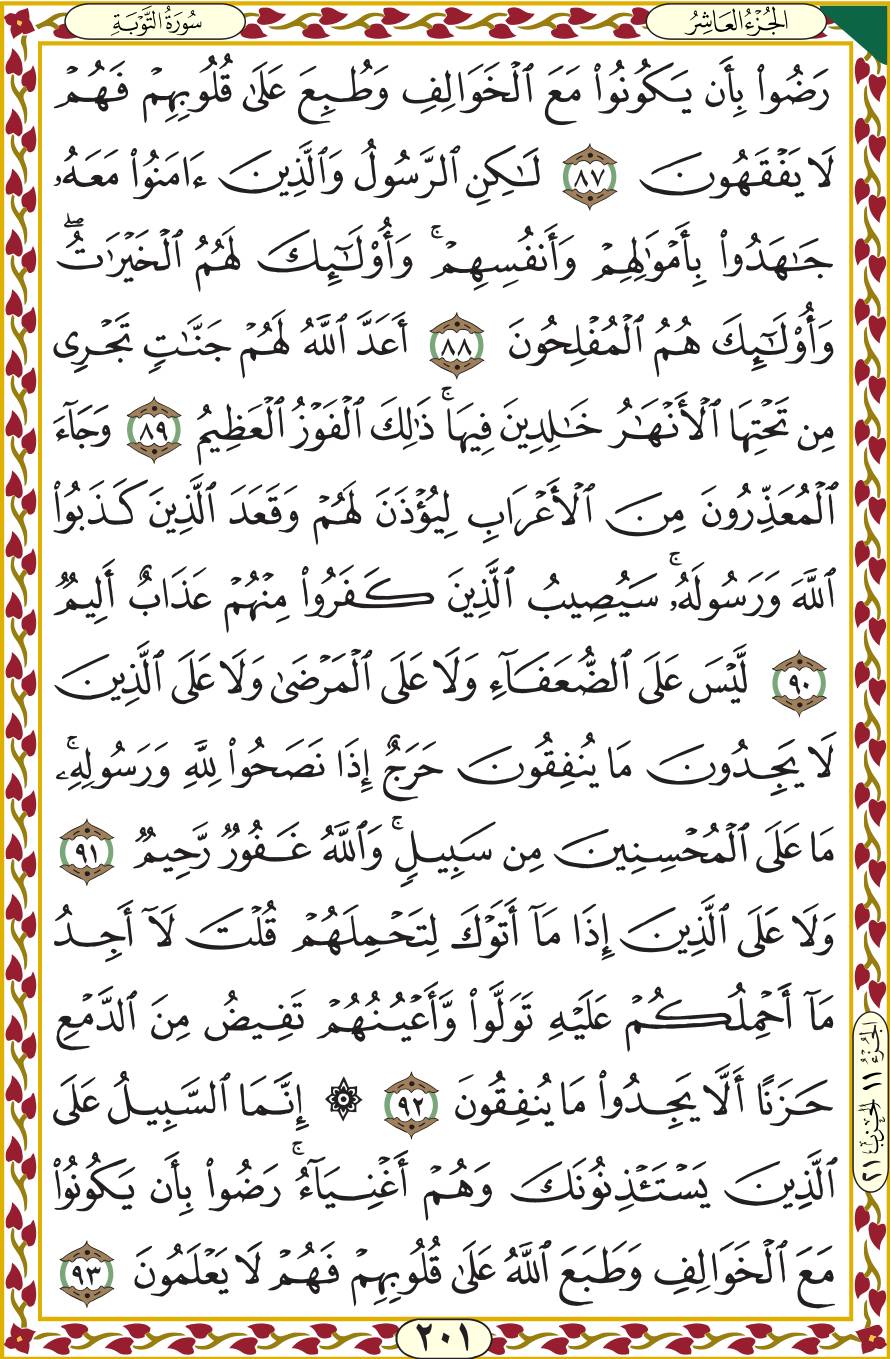 الجُزْءُ العَاشِرُ
سُورَةُ التَّوْبَةِ
رَضُوا۟ بِأَن يَكُونُوا۟ مَعَ ٱلْخَوَالِفِ وَطُبِعَ عَلَىٰ قُلُوبِهِمْ فَهُمْ
لَا يَفْقَهُونَ ٨٧ لَـٰكِنِ ٱلرَّسُولُ وَٱلَّذِينَ ءَامَنُوا۟ مَعَهُۥ
جَـٰهَدُوا۟ بِأَمْوَٰلِهِمْ وَأَنفُسِهِمْ ۚ وَأُو۟لَـٰٓئِكَ لَهُمُ ٱلْخَيْرَٰتُ ۖ
وَأُو۟لَـٰٓئِكَ هُمُ ٱلْمُفْلِحُونَ ٨٨ أَعَدَّ ٱللَّهُ لَهُمْ جَنَّـٰتٍ تَجْرِى
مِن تَحْتِهَا ٱلْأَنْهَـٰرُ خَـٰلِدِينَ فِيهَا ۚ ذَٰلِكَ ٱلْفَوْزُ ٱلْعَظِيمُ ٨٩ وَجَآءَ
ٱلْمُعَذِّرُونَ مِنَ ٱلْأَعْرَابِ لِيُؤْذَنَ لَهُمْ وَقَعَدَ ٱلَّذِينَ كَذَبُوا۟
ٱللَّهَ وَرَسُولَهُۥ ۚ سَيُصِيبُ ٱلَّذِينَ كَفَرُوا۟ مِنْهُمْ عَذَابٌ أَلِيمٌ
٩٠ لَّيْسَ عَلَى ٱلضُّعَفَآءِ وَلَا عَلَى ٱلْمَرْضَىٰ وَلَا عَلَى ٱلَّذِينَ
لَا يَجِدُونَ مَا يُنفِقُونَ حَرَجٌ إِذَا نَصَحُوا۟ لِلَّهِ وَرَسُولِهِۦ ۚ
مَا عَلَى ٱلْمُحْسِنِينَ مِن سَبِيلٍ ۚ وَٱللَّهُ غَفُورٌ رَّحِيمٌ ٩١
وَلَا عَلَى ٱلَّذِينَ إِذَا مَآ أَتَوْكَ لِتَحْمِلَهُمْ قُلْتَ لَآ أَجِدُ
مَآ أَحْمِلُكُمْ عَلَيْهِ تَوَلَّوا۟ وَّأَعْيُنُهُمْ تَفِيضُ مِنَ ٱلدَّمْعِ
حَزَنًا أَلَّا يَجِدُوا۟ مَا يُنفِقُونَ ٩٢ ۞ إِنَّمَا ٱلسَّبِيلُ عَلَى
ٱلَّذِينَ يَسْتَـْٔذِنُونَكَ وَهُمْ أَغْنِيَآءُ ۚ رَضُوا۟ بِأَن يَكُونُوا۟
مَعَ ٱلْخَوَالِفِ وَطَبَعَ ٱللَّهُ عَلَىٰ قُلُوبِهِمْ فَهُمْ لَا يَعْلَمُونَ ٩٣
الجُزْءُ ١١ الحِزْبُ ٢١
٢٠١